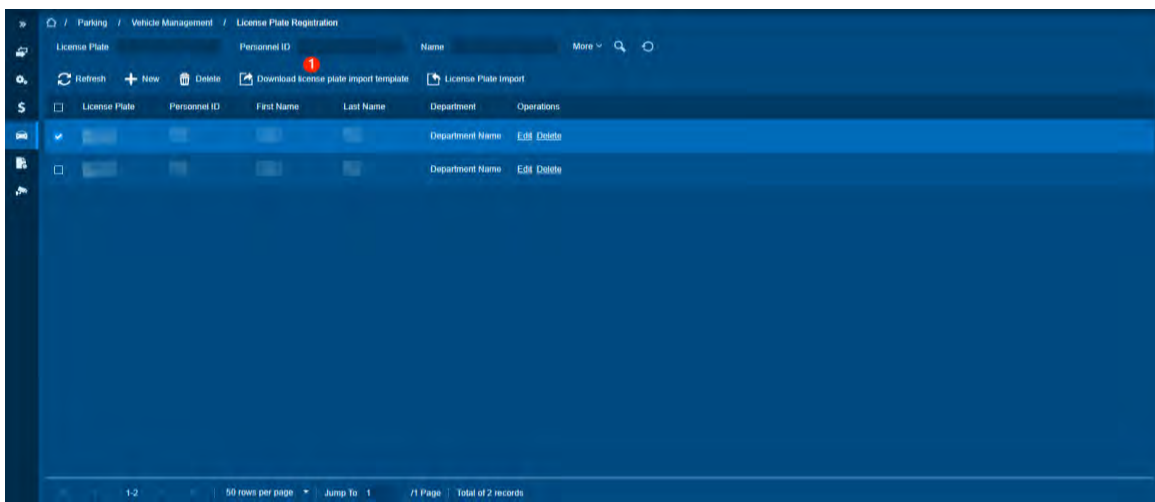 Parking / Vehicle Management / License Plate Registration
License Plate Personnel ID Name More
1
Refresh New Delete Download license plate import template License Plate Import
License Plate Personnel ID First Name Last Name Department Operations
Department Name Edit Delete
Department Name Edit Delete
1-2 50 rows per page Jump To 1 /1 Page Total of 2 records